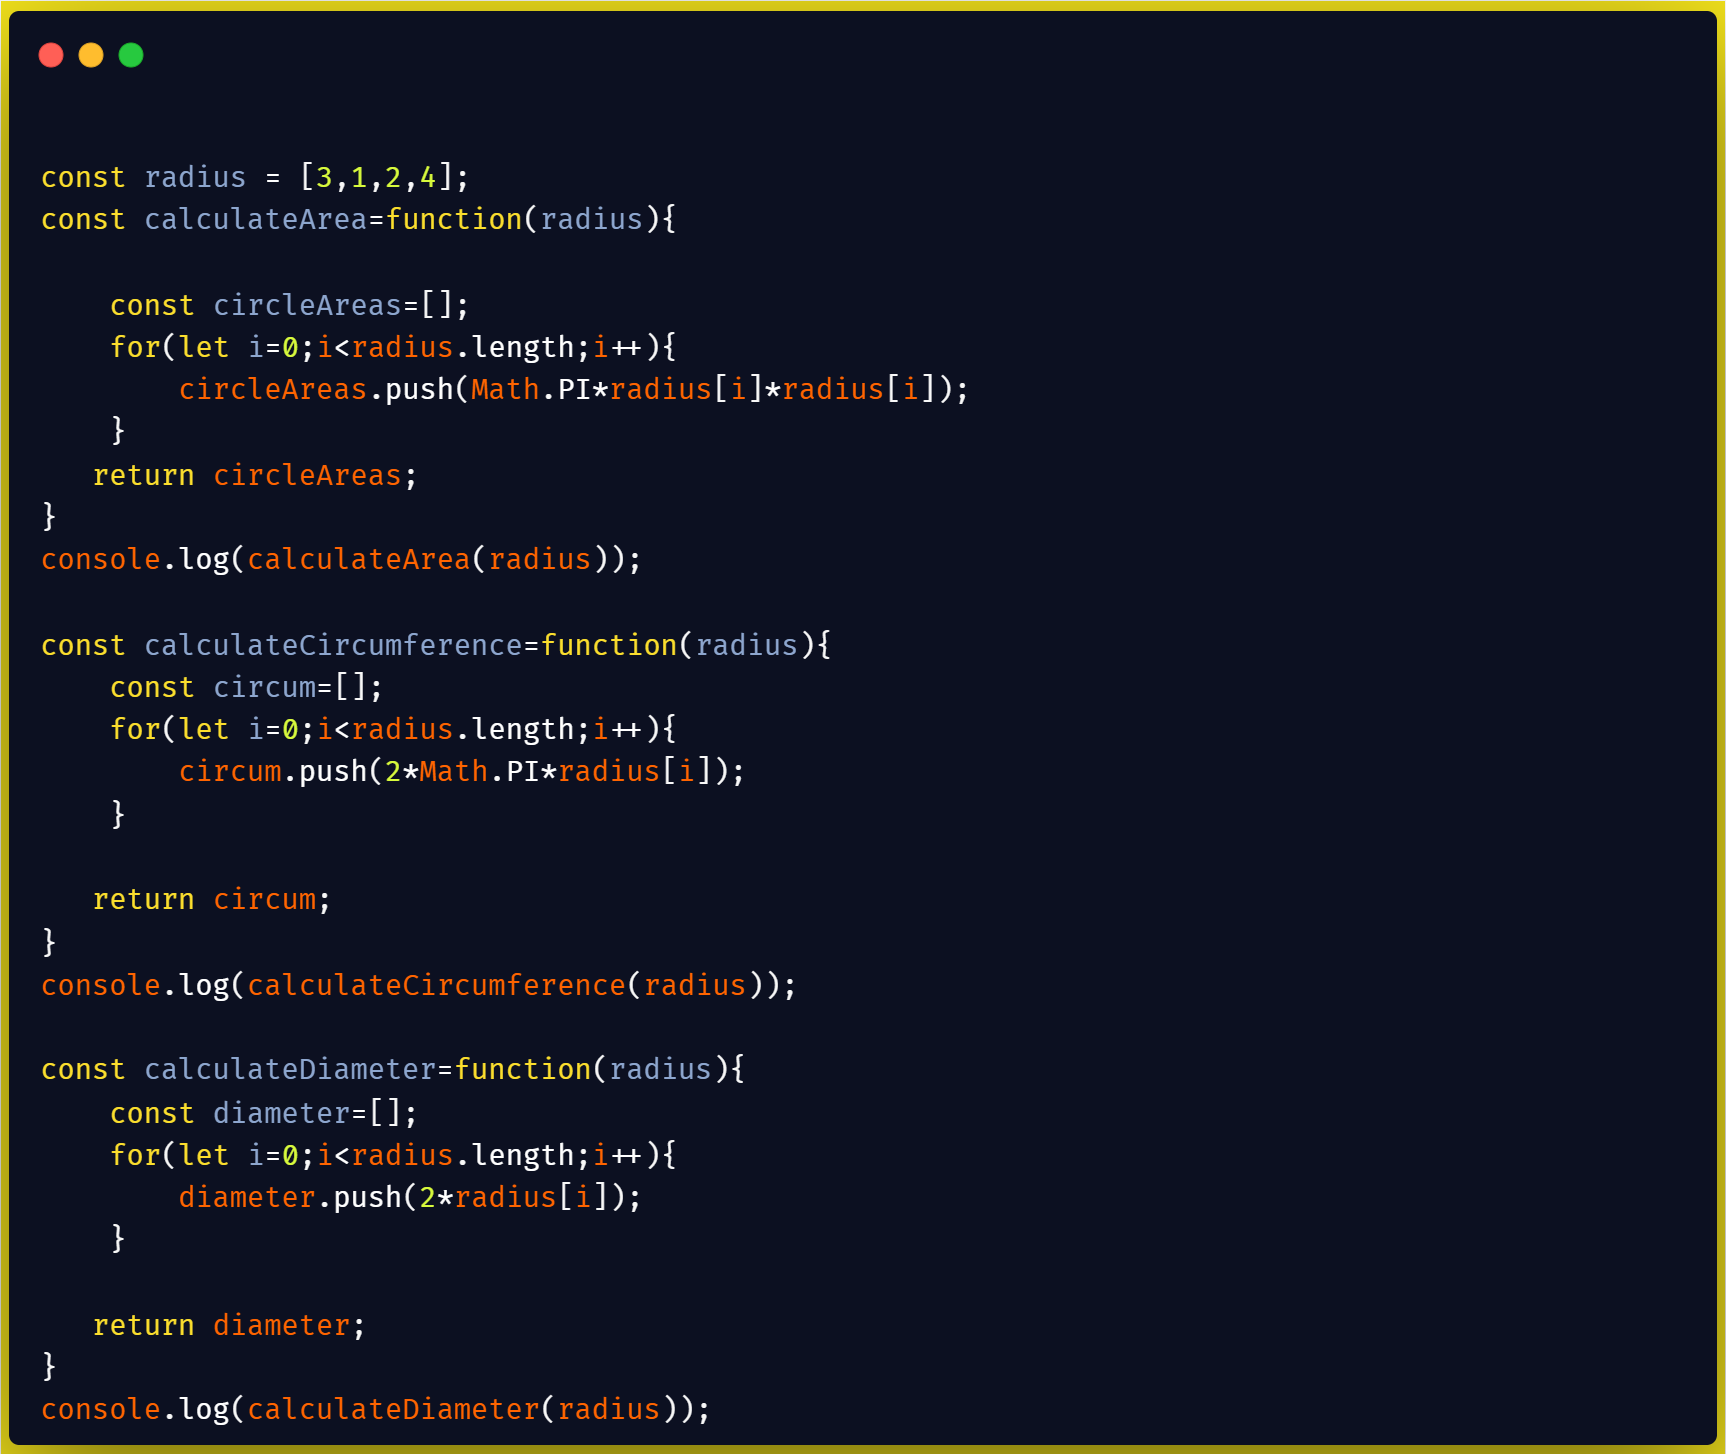 const radius = [3,1,2,4];
const calculateArea=function(radius){
    const circleAreas=[];
    for(let i=0;i<radius.length;i++){
        circleAreas.push(Math.PI*radius[i]*radius[i]);
    }
   return circleAreas;
}
console.log(calculateArea(radius));
const calculateCircumference=function(radius){
    const circum=[];
    for(let i=0;i<radius.length;i++){
        circum.push(2*Math.PI*radius[i]);
    }
   return circum;
}
console.log(calculateCircumference(radius));
const calculateDiameter=function(radius){
    const diameter=[];
    for(let i=0;i<radius.length;i++){
        diameter.push(2*radius[i]);
    }
   return diameter;
}
console.log(calculateDiameter(radius));